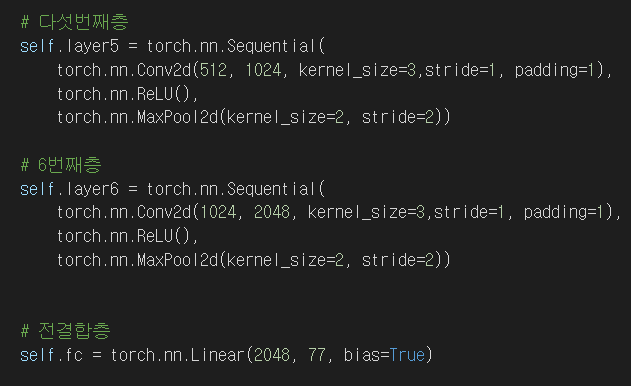 # 다섯번째층
self.layer5 = torch.nn.Sequential(
torch.nn.Conv2d(512, 1024, kernel_size=3,stride=1, padding=1),
torch.nn.ReLU(),
torch.nn.MaxPool2d(kernel_size=2, stride=2))
# 6번째층
self.layer6 = torch.nn.Sequential(
torch.nn.Conv2d(1024, 2048, kernel_size=3,stride=1, padding=1),
torch.nn.ReLU(),
torch.nn.MaxPool2d(kernel_size=2, stride=2))
# 전결합층
self.fc = torch.nn.Linear(2048, 77, bias=True)